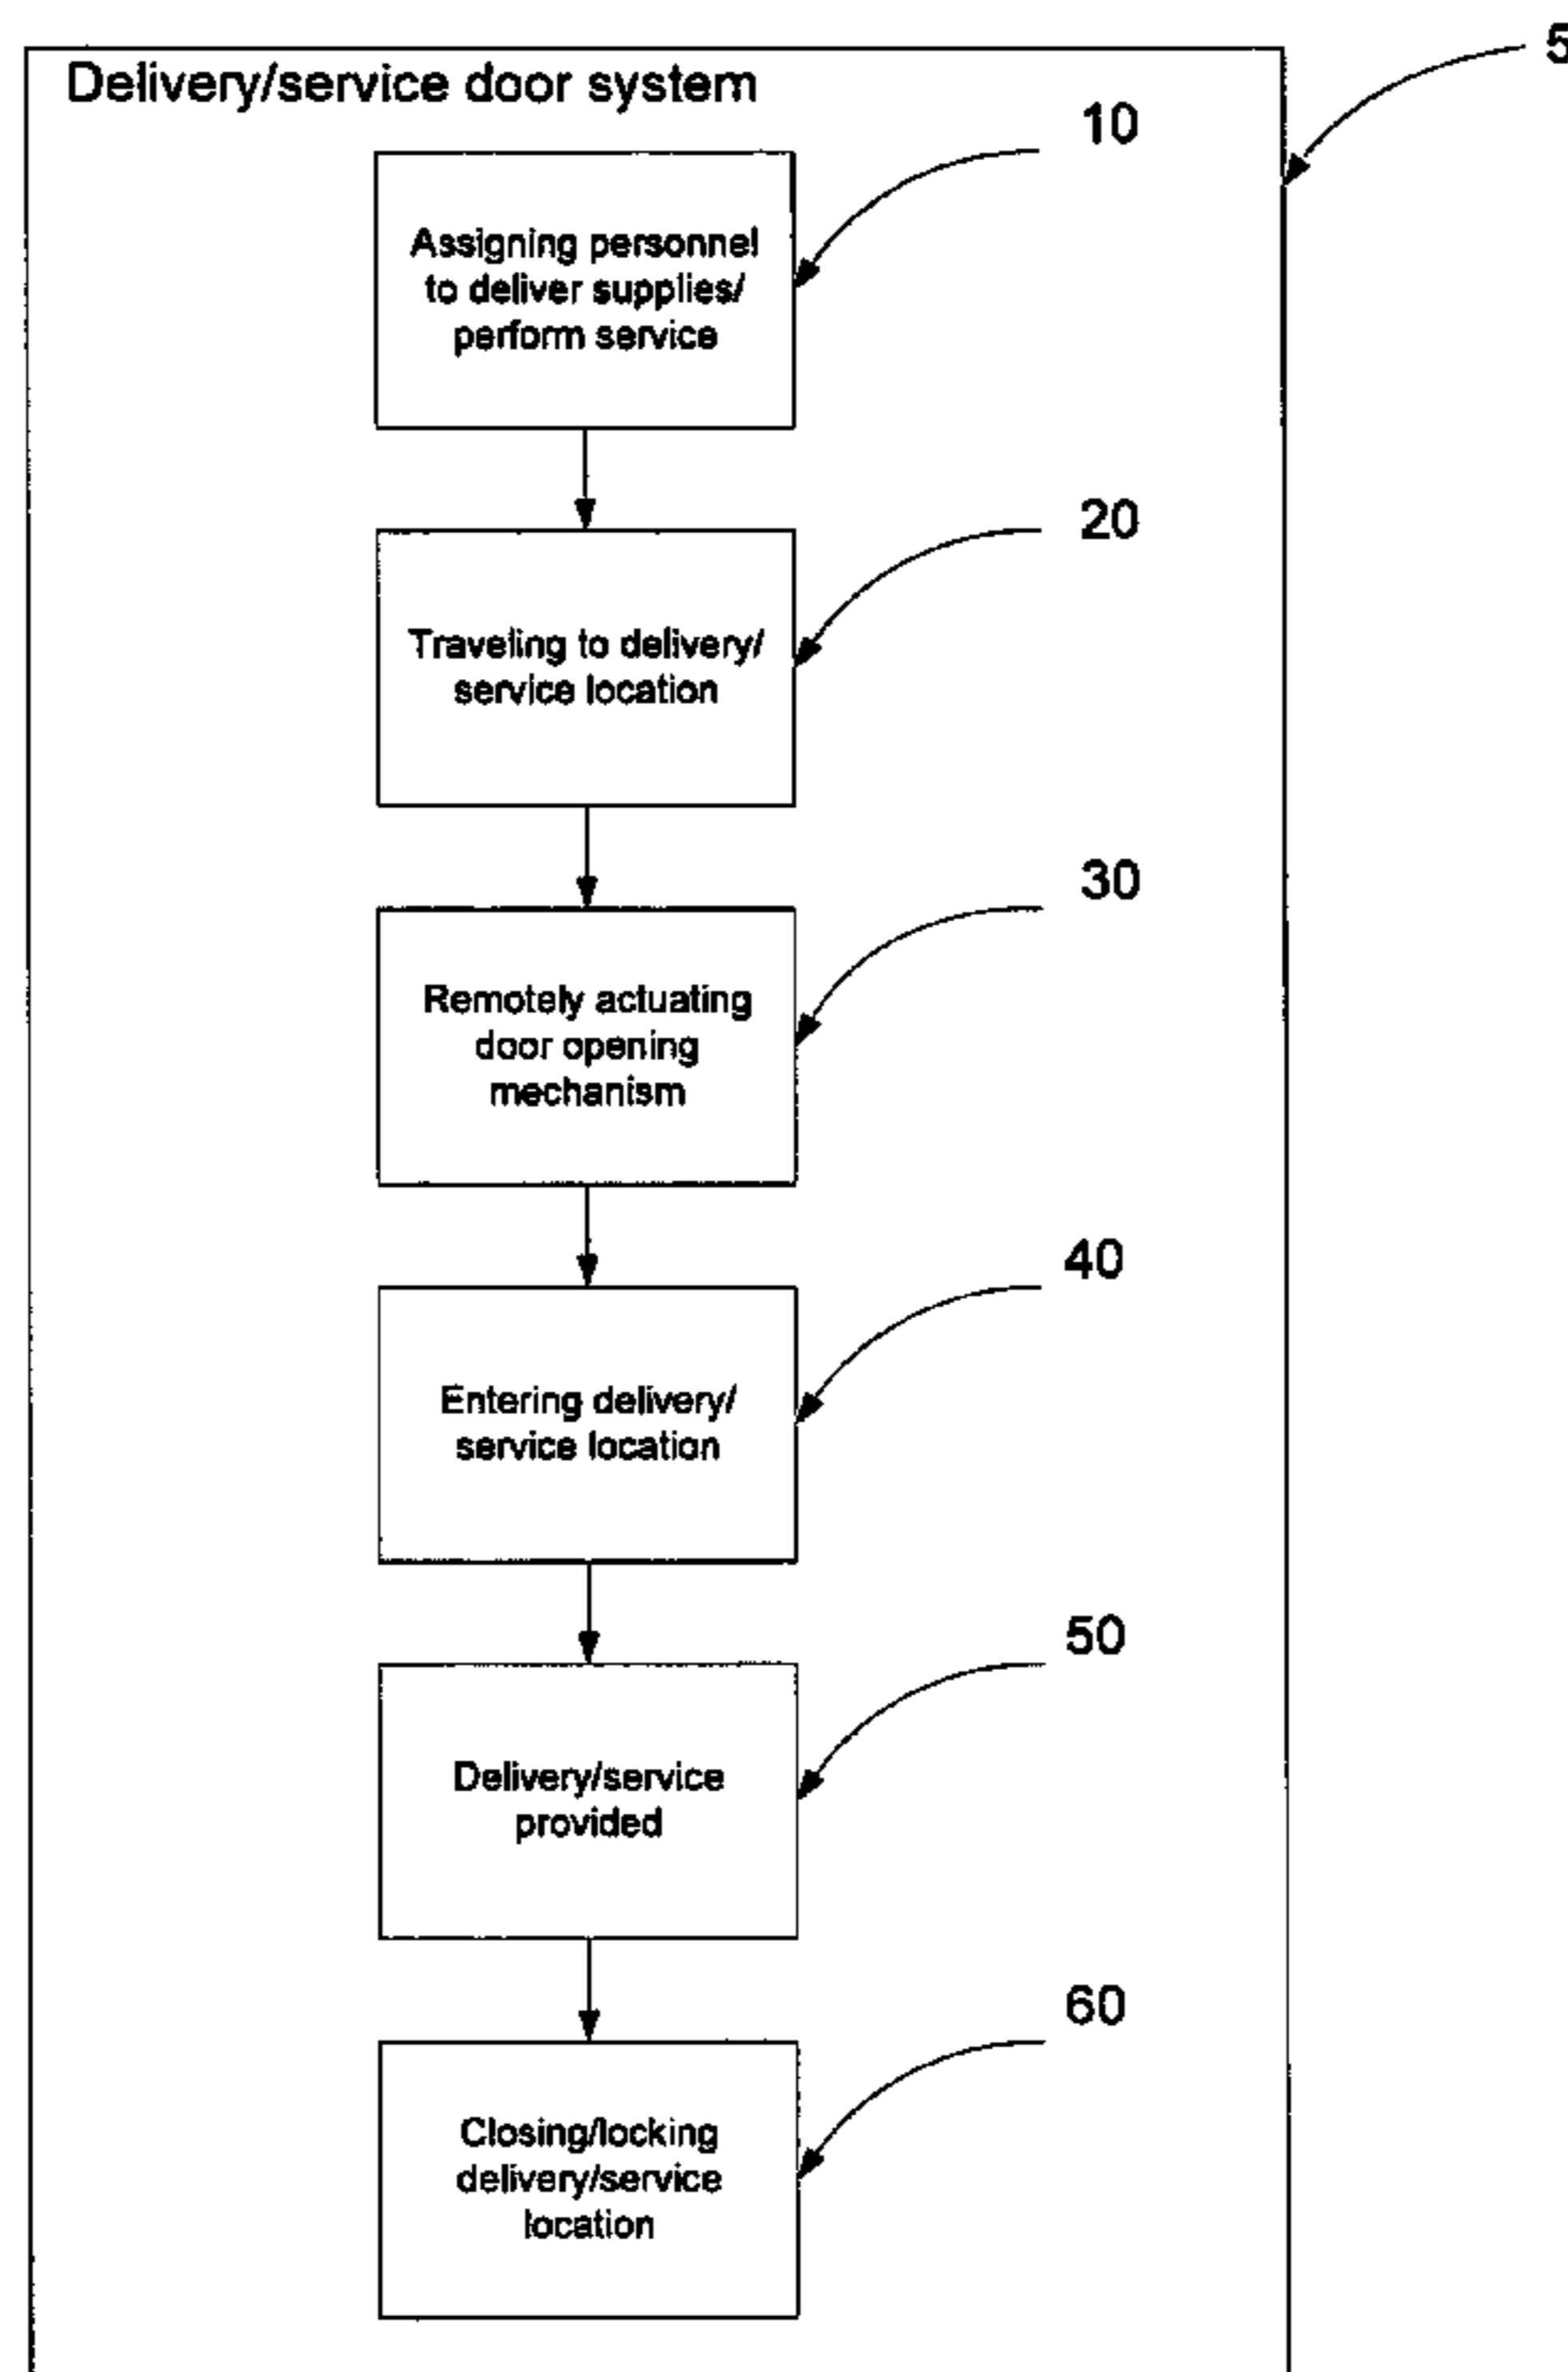 5
Delivery/service door system
10
Assigning personnel
to deliver supplies/
perform service
20
Traveling to delivery/
service location
30
Remotely actuating
door opening
mechanism
40
Entering delivery/
service location
50
Delivery/service
provided
60
Closing/locking
delivery/service
location